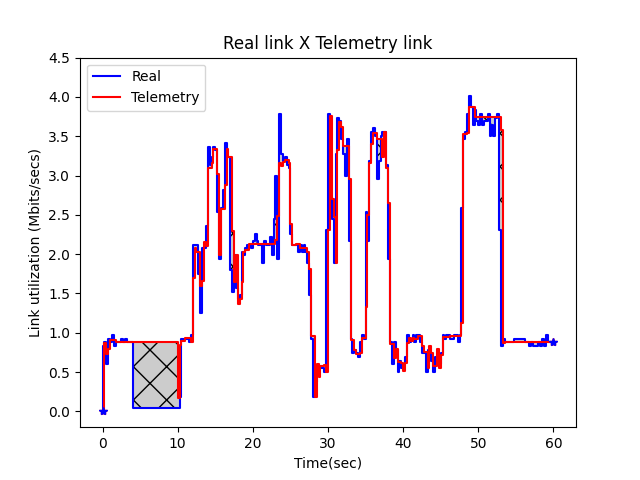 Real link X Telemetry link
Real
Telemetry
Link utilization (Mbits/secs)
4.5
4.0
3.5
3.0
2.5
2.0
1.5
1.0
0.5
0.0
0 10 20 30 40 50 60
Time(sec)